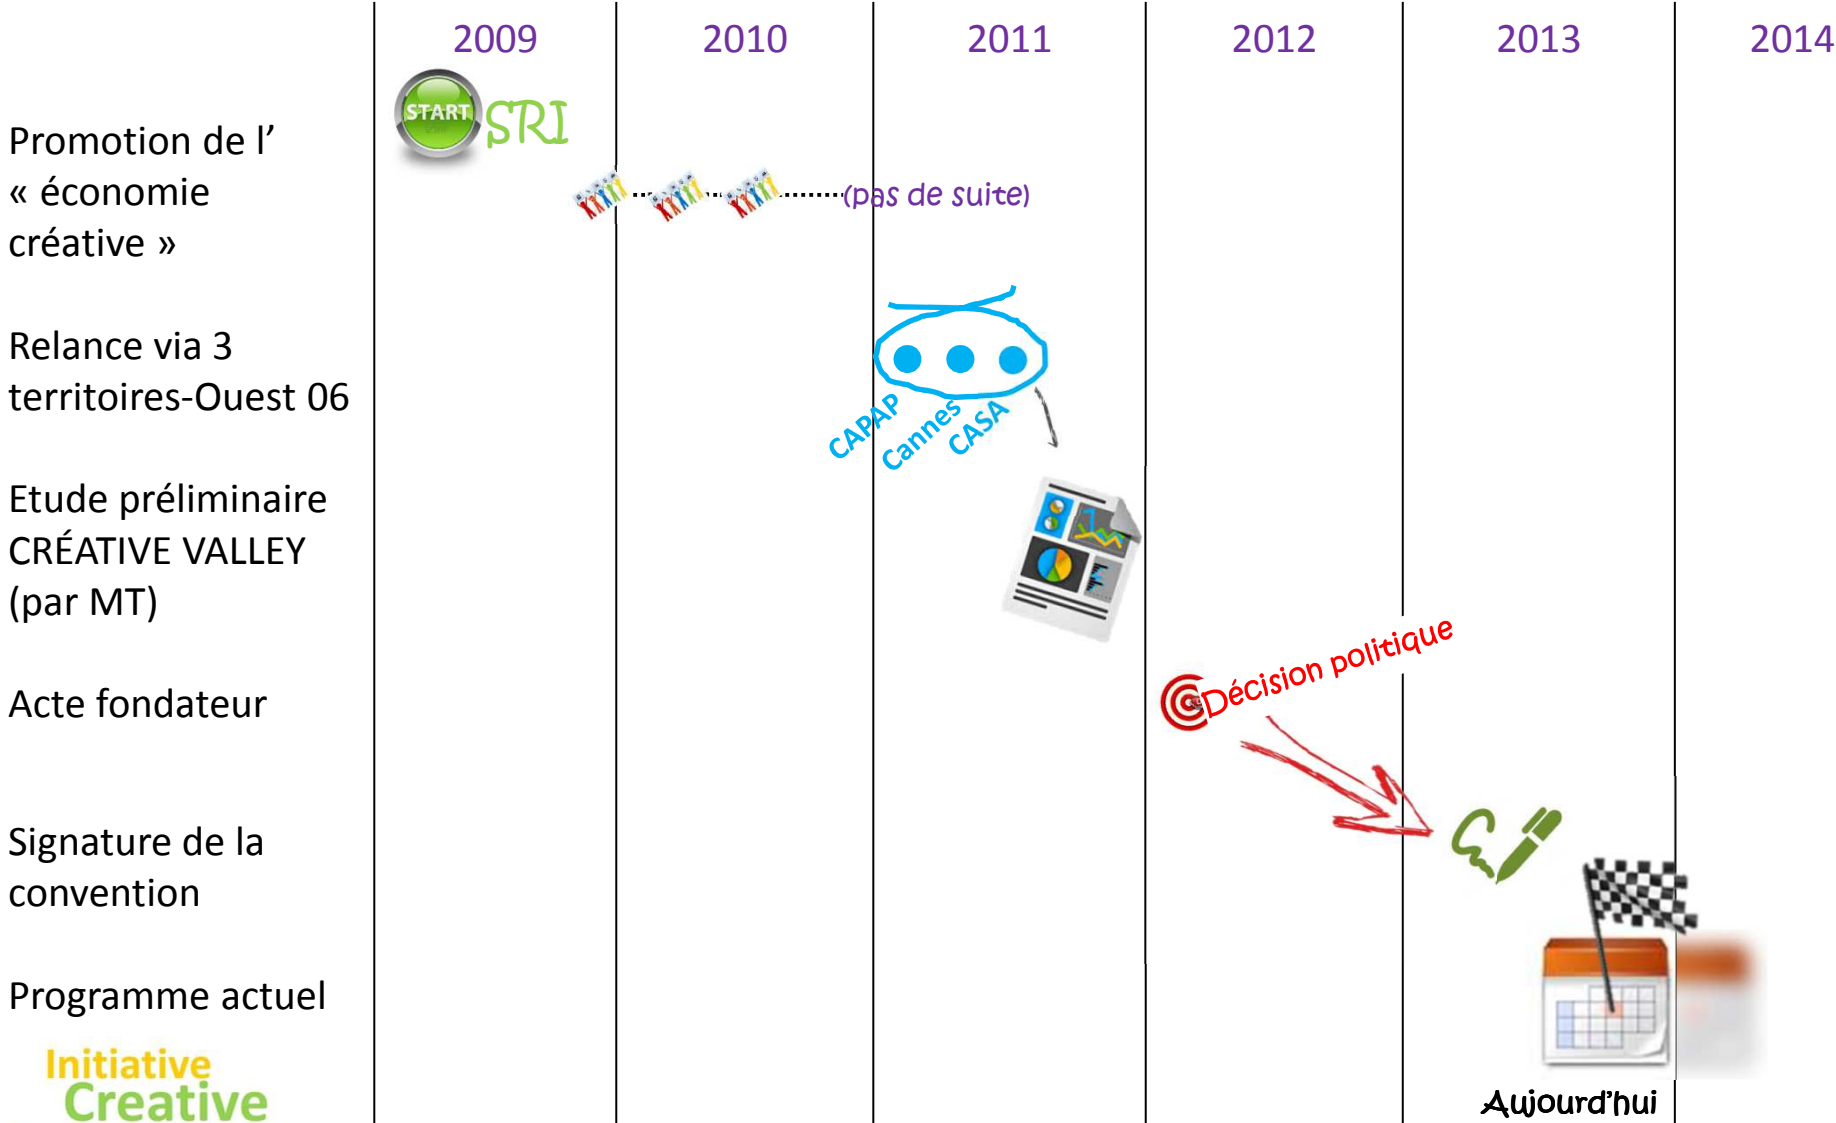 2009 2010 2011 2012 2013 2014
START
SRI
Promotion de l’
« économie
créative »
(pas de suite)
Relance via 3
territoires-Ouest 06
CAPAP
Cannes
CASA
Etude préliminaire
CRÉATIVE VALLEY
(par MT)
Décision politique
Acte fondateur
Signature de la
convention
Programme actuel
Initiative
Creative
Aujourd'hui